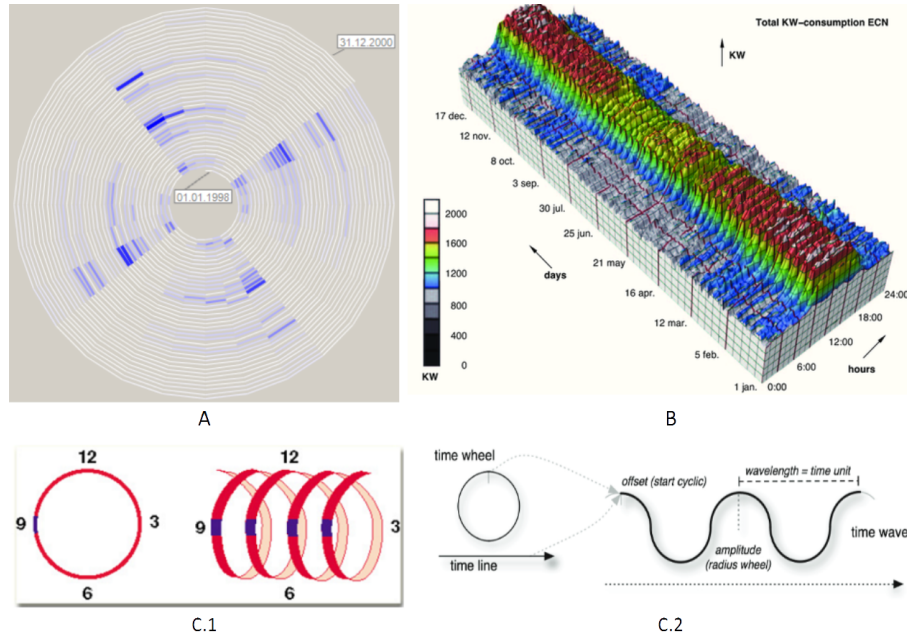 31.12.2000
01.01.1998
A
Total KW-consumption ECN
KW
17 dec.
12 nov.
8 oct.
3 sep.
30 jul.
25 jun.
21 may
16 apr.
12 mar.
5 feb.
1 jan.
0:00
6:00
12:00
18:00
24:00
days
hours
2000
1600
1200
800
400
0
KW
B
12
9
3
6
12
9
3
6
C.1
time wheel
time line
offset (start cyclic)
wavelength = time unit
amplitude
(radius wheel)
time wave
C.2